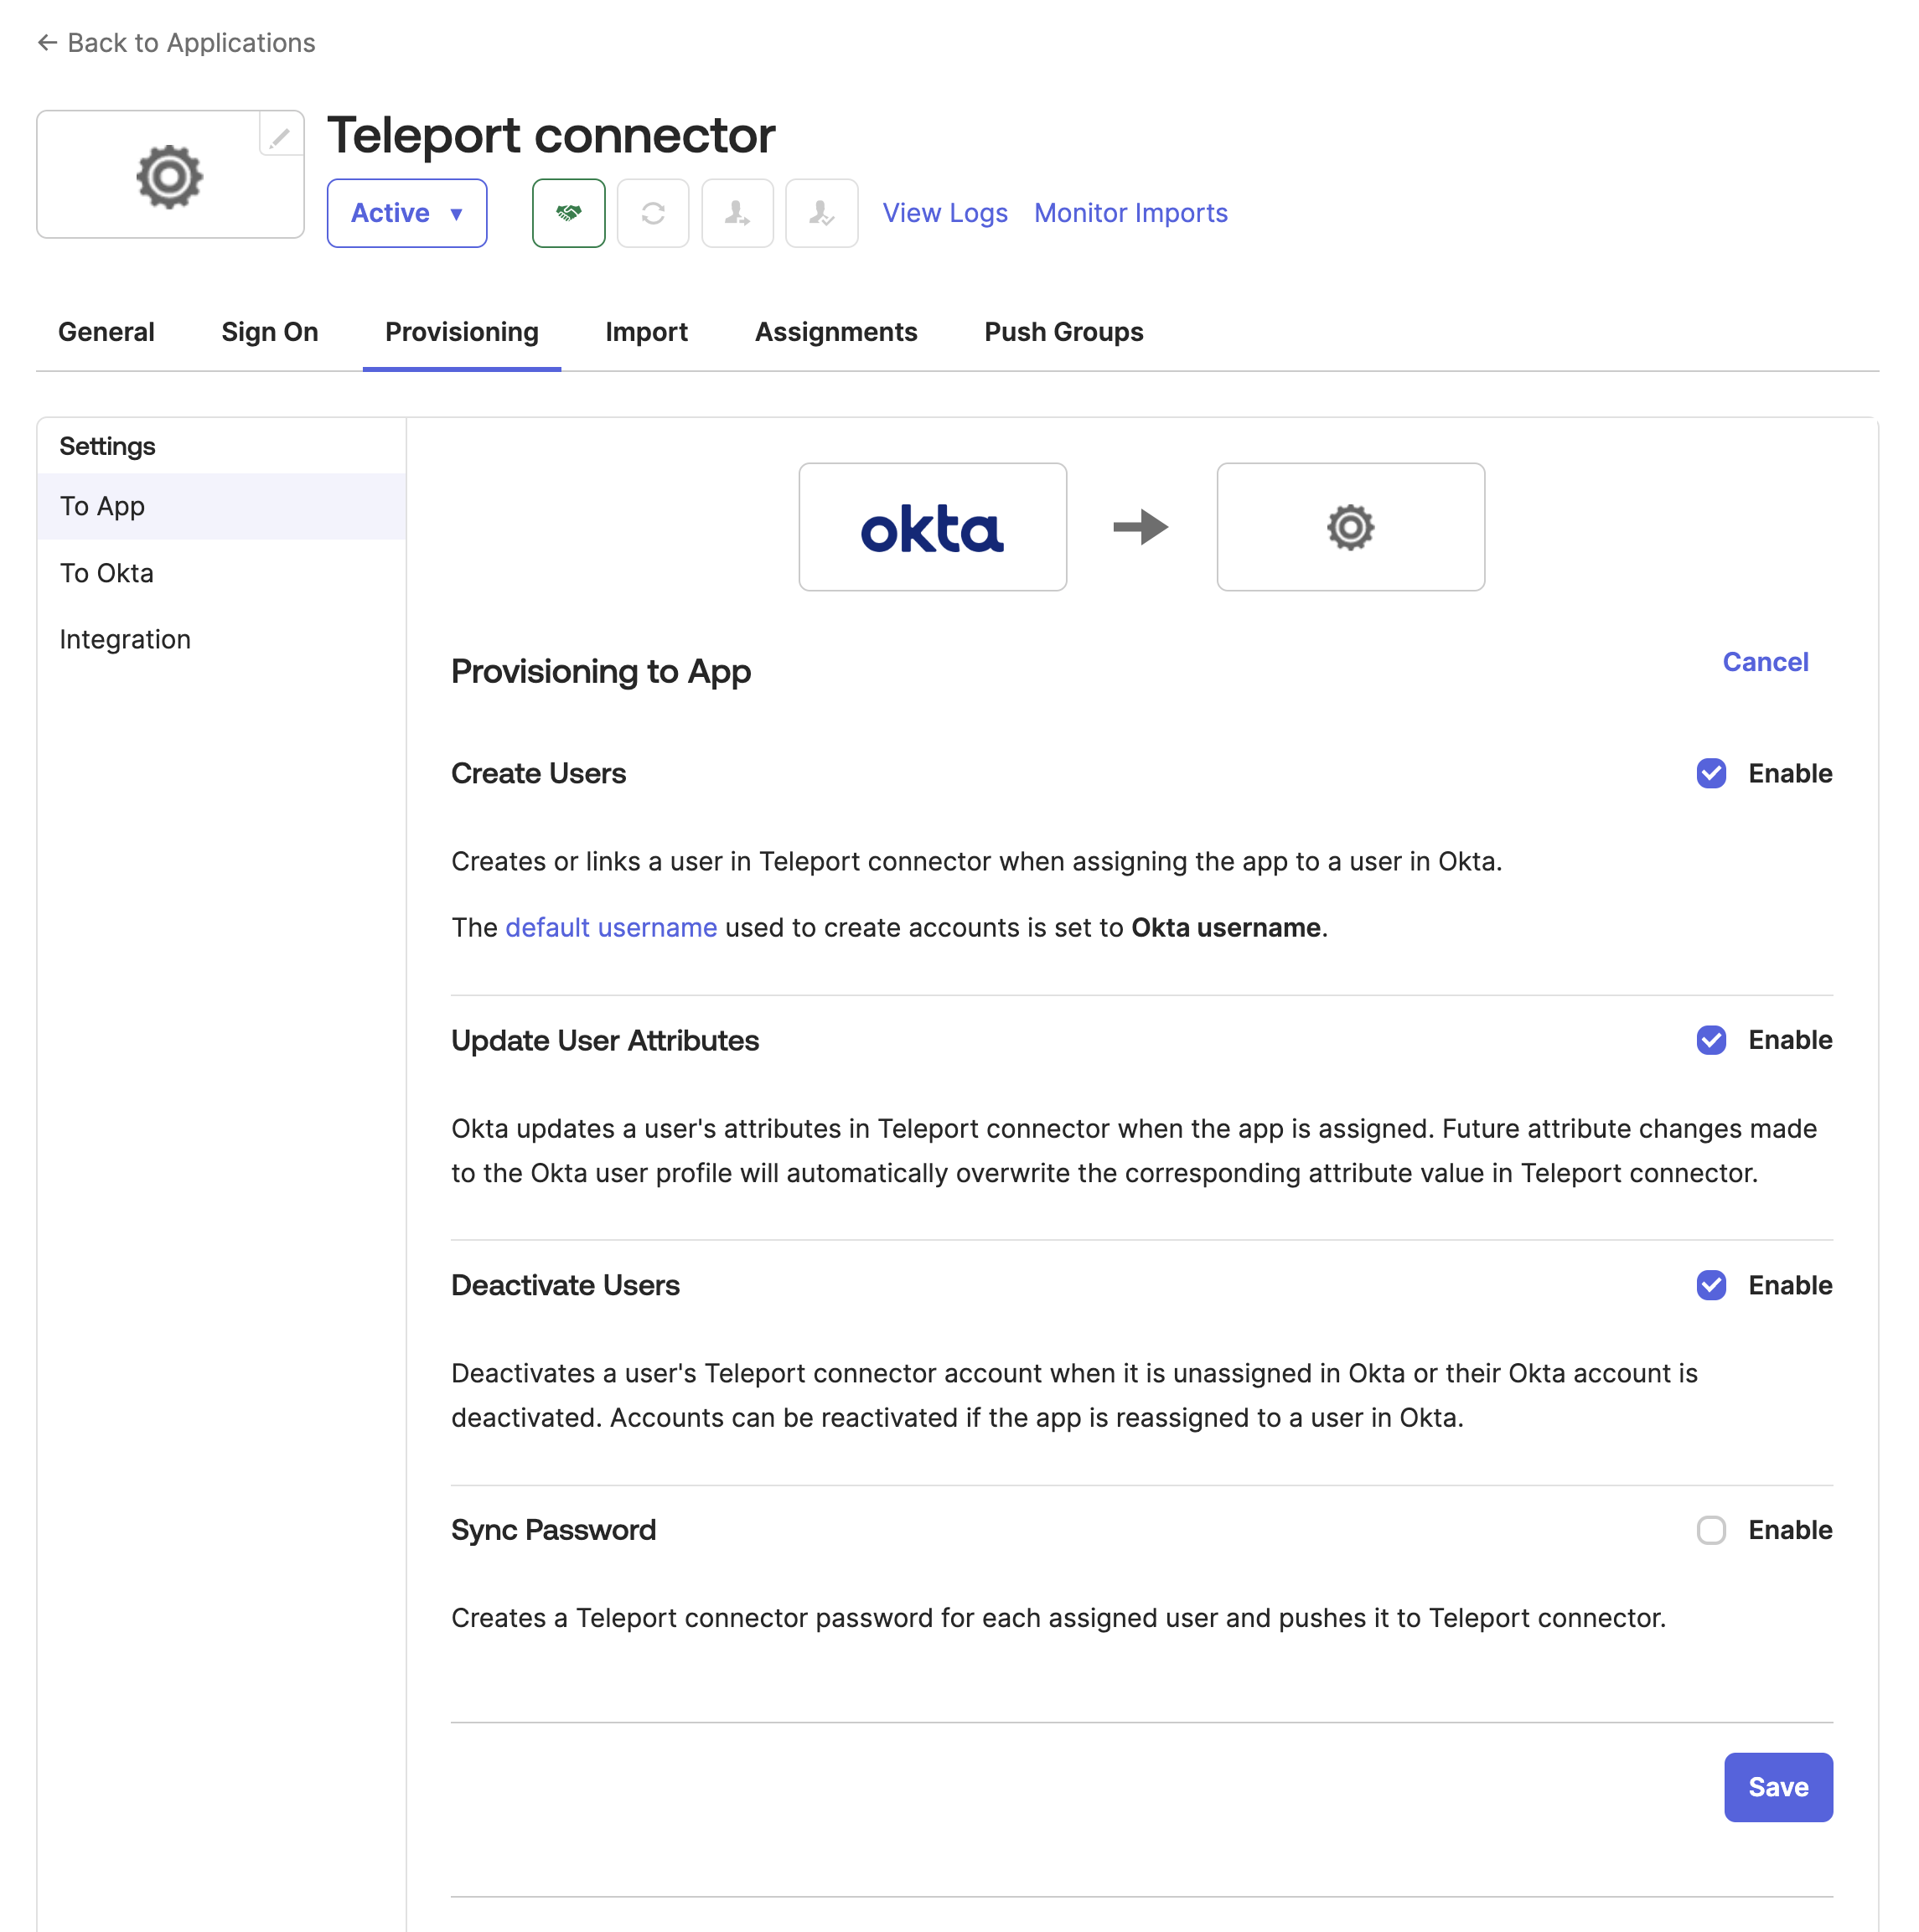 ← Back to Applications
Teleport connector
Active ▼
View Logs Monitor Imports
General Sign On Provisioning Import Assignments Push Groups
Settings
To App
To Okta
Integration
okta
Provisioning to App
Cancel
Create Users
Enable
Creates or links a user in Teleport connector when assigning the app to a user in Okta.
The default username used to create accounts is set to Okta username.
Update User Attributes
Enable
Okta updates a user's attributes in Teleport connector when the app is assigned. Future attribute changes made
to the Okta user profile will automatically overwrite the corresponding attribute value in Teleport connector.
Deactivate Users
Enable
Deactivates a user's Teleport connector account when it is unassigned in Okta or their Okta account is
deactivated. Accounts can be reactivated if the app is reassigned to a user in Okta.
Sync Password
Enable
Creates a Teleport connector password for each assigned user and pushes it to Teleport connector.
Save